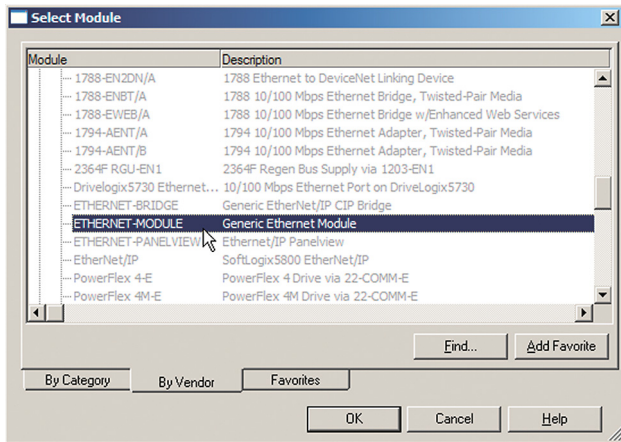 Select Module
Module Description
1788-EN2DN/A 1788 Ethernet to DeviceNet Linking Device
1788-ENBT/A 1788 10/100 Mbps Ethernet Bridge, Twisted-Pair Media
1788-EWEB/A 1788 10/100 Mbps Ethernet Bridge w/Enhanced Web Services
1794-AENT/A 1794 10/100 Mbps Ethernet Adapter, Twisted-Pair Media
1794-AENT/B 1794 10/100 Mbps Ethernet Adapter, Twisted-Pair Media
2364F RGU-EN1 2364F Regen Bus Supply via 1203-EN1
Drivelogix5730 Ethernet... 10/100 Mbps Ethernet Port on DriveLogix5730
ETHERNET-BRIDGE Generic EtherNet/IP CIP Bridge
ETHERNET-MODULE Generic Ethernet Module
ETHERNET-PANELVIEW Ethernet/IP Panelview
EtherNet/IP SoftLogix5800 EtherNet/IP
PowerFlex 4-E PowerFlex 4 Drive via 22-COMM-E
PowerFlex 4M-E PowerFlex 4M Drive via 22-COMM-E
Find... Add Favorite
By Category By Vendor Favorites
OK Cancel Help